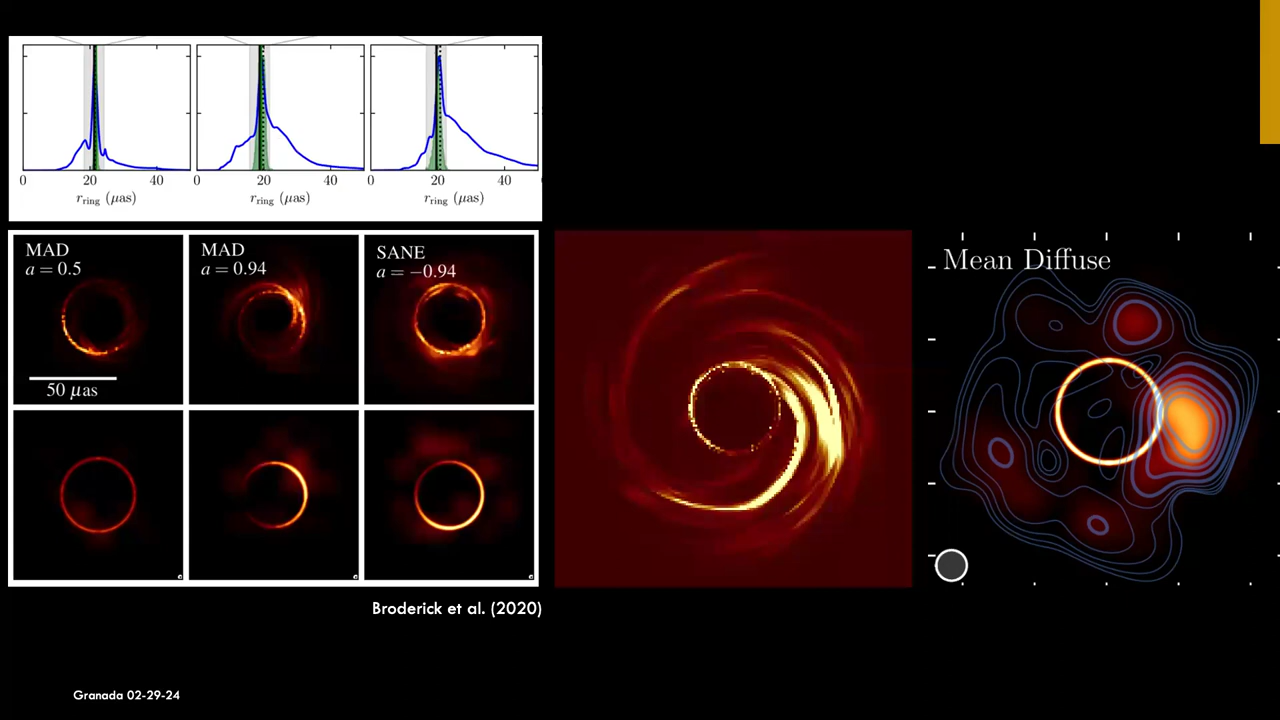 0 20 40
r_ring (μas)
0 20 40
r_ring (μas)
0 20 40
r_ring (μas)
MAD
a = 0.5
50 μas
MAD
a = 0.94
SANE
a = −0.94
Mean Diffuse
Broderick et al. (2020)
Granada 02-29-24